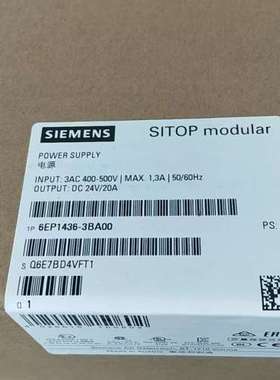 SIEMENS
SITOP modular
POWER SUPPLY
电源
INPUT: 3AC 400-500V | MAX. 1,3A | 50/60Hz
OUTPUT: DC 24V/20A
1P 6EP1436-3BA00
PS:
S Q6E7BD4VFT1
Q 1